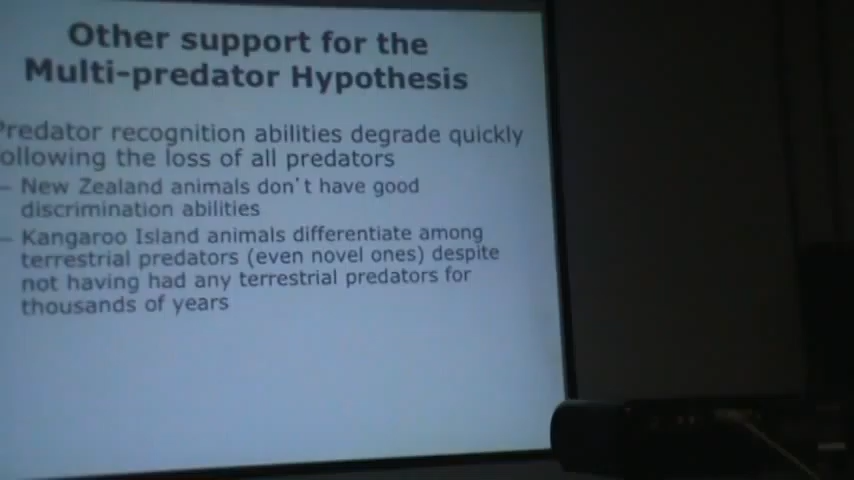 Other support for the
Multi-predator Hypothesis
Predator recognition abilities degrade quickly
ollowing the loss of all predators
– New Zealand animals don't have good
discrimination abilities
– Kangaroo Island animals differentiate among
terrestrial predators (even novel ones) despite
not having had any terrestrial predators for
thousands of years